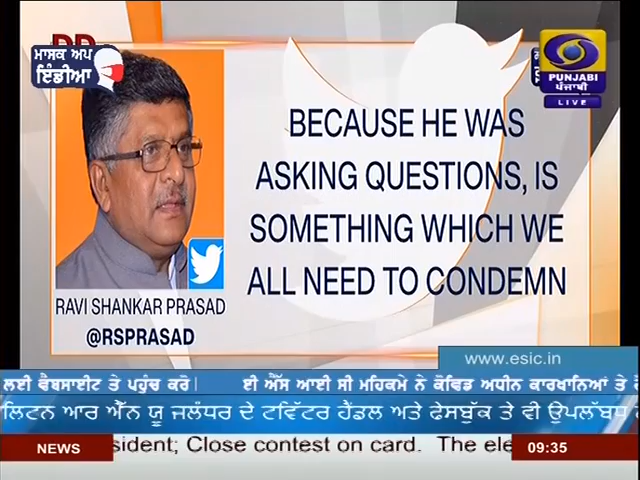 ਮਾਸਕ ਅਪ
ਇੰਡੀਆ
PUNJABI
ਪੰਜਾਬੀ
LIVE
BECAUSE HE WAS
ASKING QUESTIONS, IS
SOMETHING WHICH WE
ALL NEED TO CONDEMN
RAVI SHANKAR PRASAD
@RSPRASAD
www.esic.in
ਲਈ ਵੈਬਸਾਈਟ ਤੇ ਪਹੁੰਚ ਕਰੋ। ਈ ਐੱਸ ਆਈ ਸੀ ਮਹਿਕਮੇ ਨੇ ਕੋਵਿਡ ਅਧੀਨ ਕਾਰਖਾਨਿਆਂ ਤੇ
ਲਿਟਨ ਆਰ ਐੱਨ ਯੂ ਜਲੰਧਰ ਦੇ ਟਵਿੱਟਰ ਹੈਂਡਲ ਅਤੇ ਫੇਸਬੁੱਕ ਤੇ ਵੀ ਉਪਲੱਬਧ
NEWS sident; Close contest on card. The ele 09:35